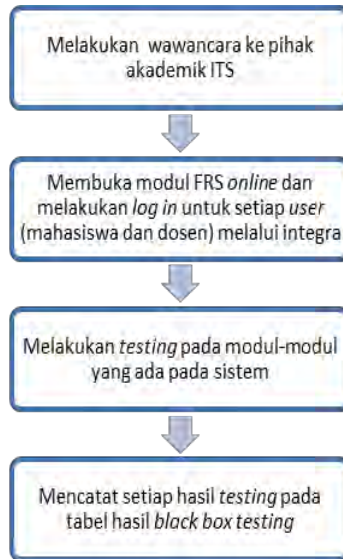 Melakukan wawancara ke pihak
akademik ITS
Membuka modul FRS online dan
melakukan log in untuk setiap user
(mahasiswa dan dosen) melalui integra
Melakukan testing pada modul-modul
yang ada pada sistem
Mencatat setiap hasil testing pada
tabel hasil black box testing